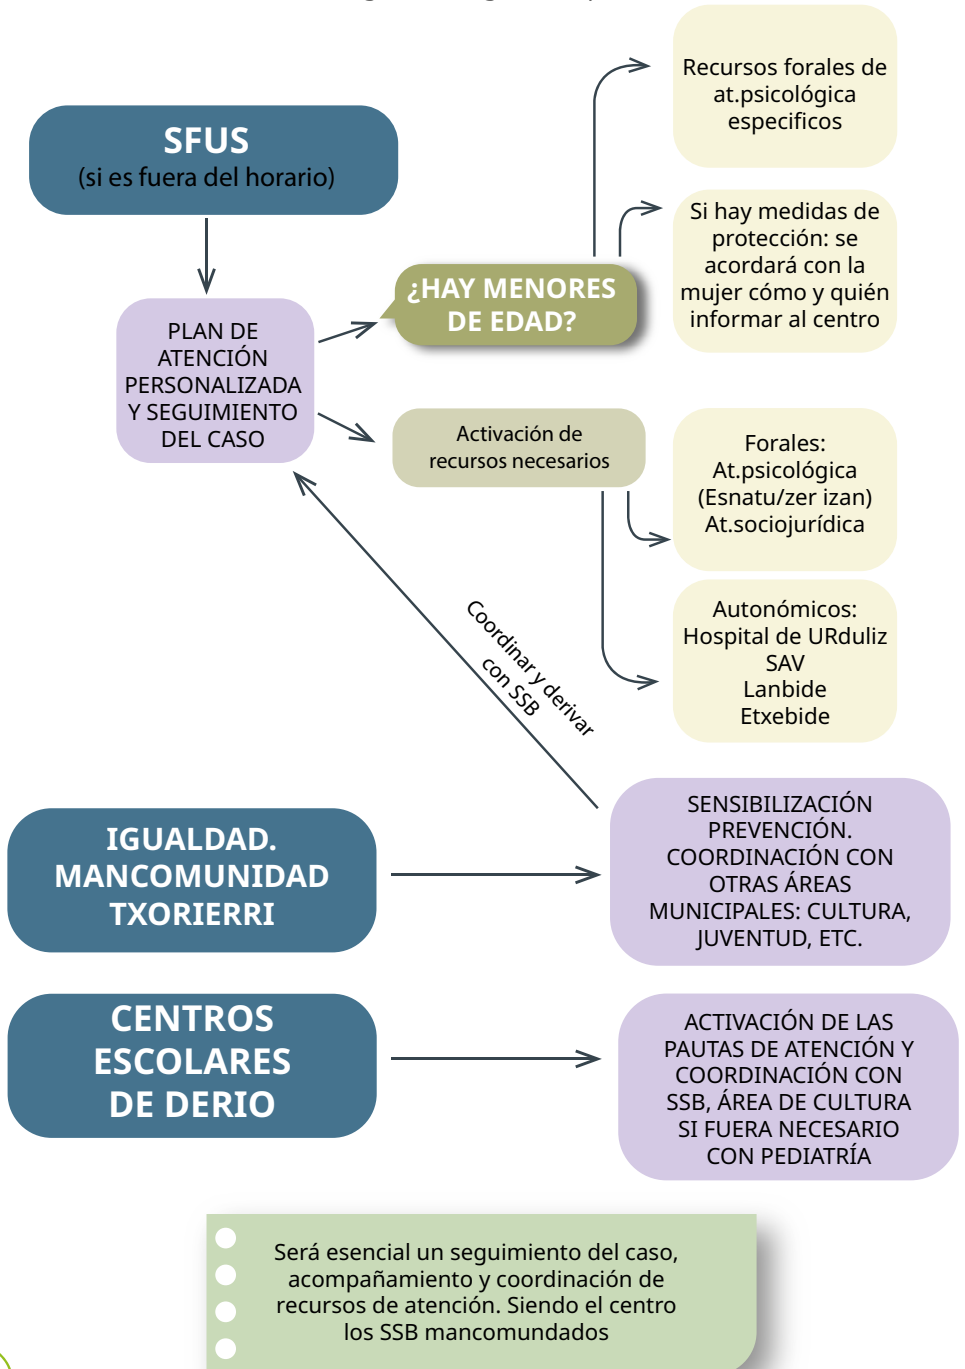 Recursos forales de
at.psicológica
especificos
SFUS
(si es fuera del horario)
Si hay medidas de
protección: se
acordará con la
mujer cómo y quién
informar al centro
¿HAY MENORES
DE EDAD?
PLAN DE
ATENCIÓN
PERSONALIZADA
Y SEGUIMIENTO
DEL CASO
Activación de
recursos necesarios
Forales:
At.psicológica
(Esnatu/zer izan)
At.sociojurídica
Autonómicos:
Hospital de URduliz
SAV
Lanbide
Etxebide
Coordinar y derivar
con SSB
IGUALDAD.
MANCOMUNIDAD
TXORIERRI
SENSIBILIZACIÓN
PREVENCIÓN.
COORDINACIÓN CON
OTRAS ÁREAS
MUNICIPALES: CULTURA,
JUVENTUD, ETC.
CENTROS
ESCOLARES
DE DERIO
ACTIVACIÓN DE LAS
PAUTAS DE ATENCIÓN Y
COORDINACIÓN CON
SSB, ÁREA DE CULTURA
SI FUERA NECESARIO
CON PEDIATRÍA
Será esencial un seguimiento del caso,
acompañamiento y coordinación de
recursos de atención. Siendo el centro
los SSB mancomundados